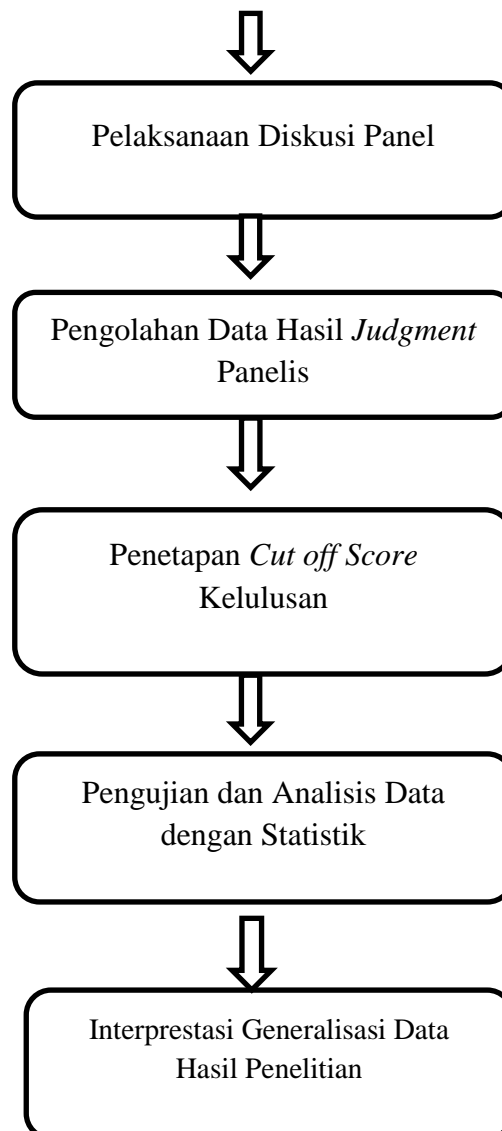 Pelaksanaan Diskusi Panel
Pengolahan Data Hasil Judgment
Panelis
Penetapan Cut off Score
Kelulusan
Pengujian dan Analisis Data
dengan Statistik
Interprestasi Generalisasi Data
Hasil Penelitian